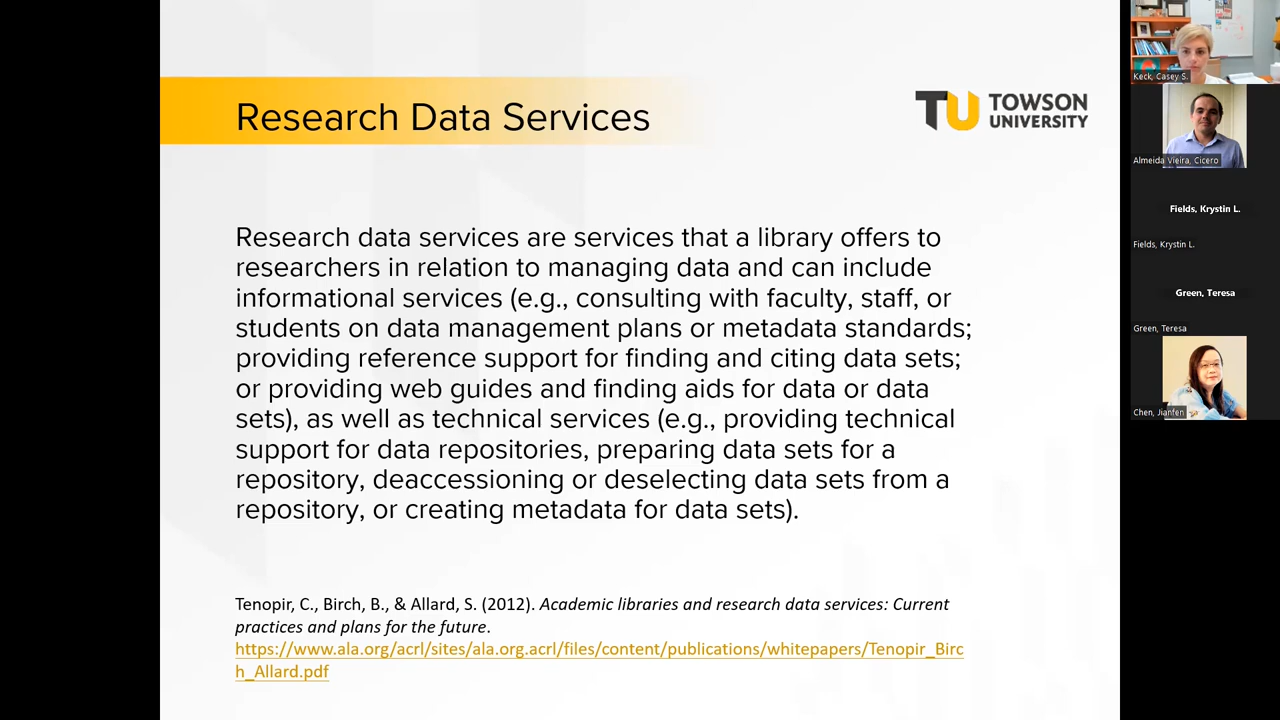 Research Data Services
TU TOWSON
UNIVERSITY
Research data services are services that a library offers to
researchers in relation to managing data and can include
informational services (e.g., consulting with faculty, staff, or
students on data management plans or metadata standards;
providing reference support for finding and citing data sets;
or providing web guides and finding aids for data or data
sets), as well as technical services (e.g., providing technical
support for data repositories, preparing data sets for a
repository, deaccessioning or deselecting data sets from a
repository, or creating metadata for data sets).
Tenopir, C., Birch, B., & Allard, S. (2012). Academic libraries and research data services: Current
practices and plans for the future.
https://www.ala.org/acrl/sites/ala.org.acrl/files/content/publications/whitepapers/Tenopir_Birc
h_Allard.pdf
Keck, Casey S.
Almeida Vieira, Cicero
Fields, Krystin L.
Fields, Krystin L.
Green, Teresa
Green, Teresa
Chen, Jianfen